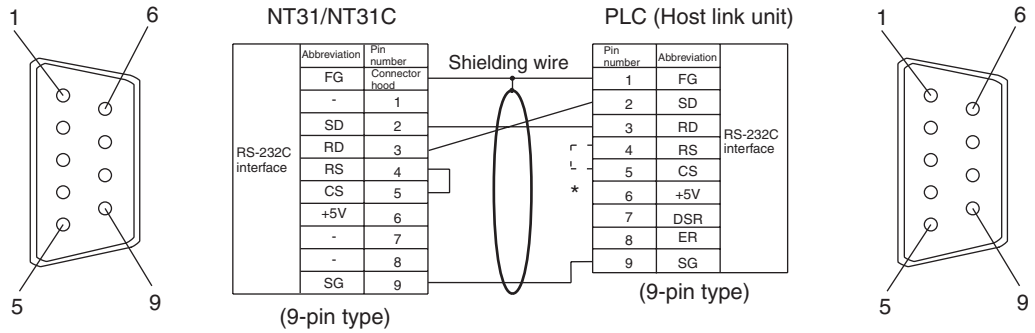 1
6
5
9
NT31/NT31C
Abbreviation Pin number
FG Connector hood
- 1
SD 2
RD 3
RS 4
CS 5
+5V 6
- 7
- 8
SG 9
RS-232C interface
(9-pin type)
Shielding wire
*
PLC (Host link unit)
Pin number Abbreviation
1 FG
2 SD
3 RD
4 RS
5 CS
6 +5V
7 DSR
8 ER
9 SG
RS-232C interface
(9-pin type)
1
6
5
9